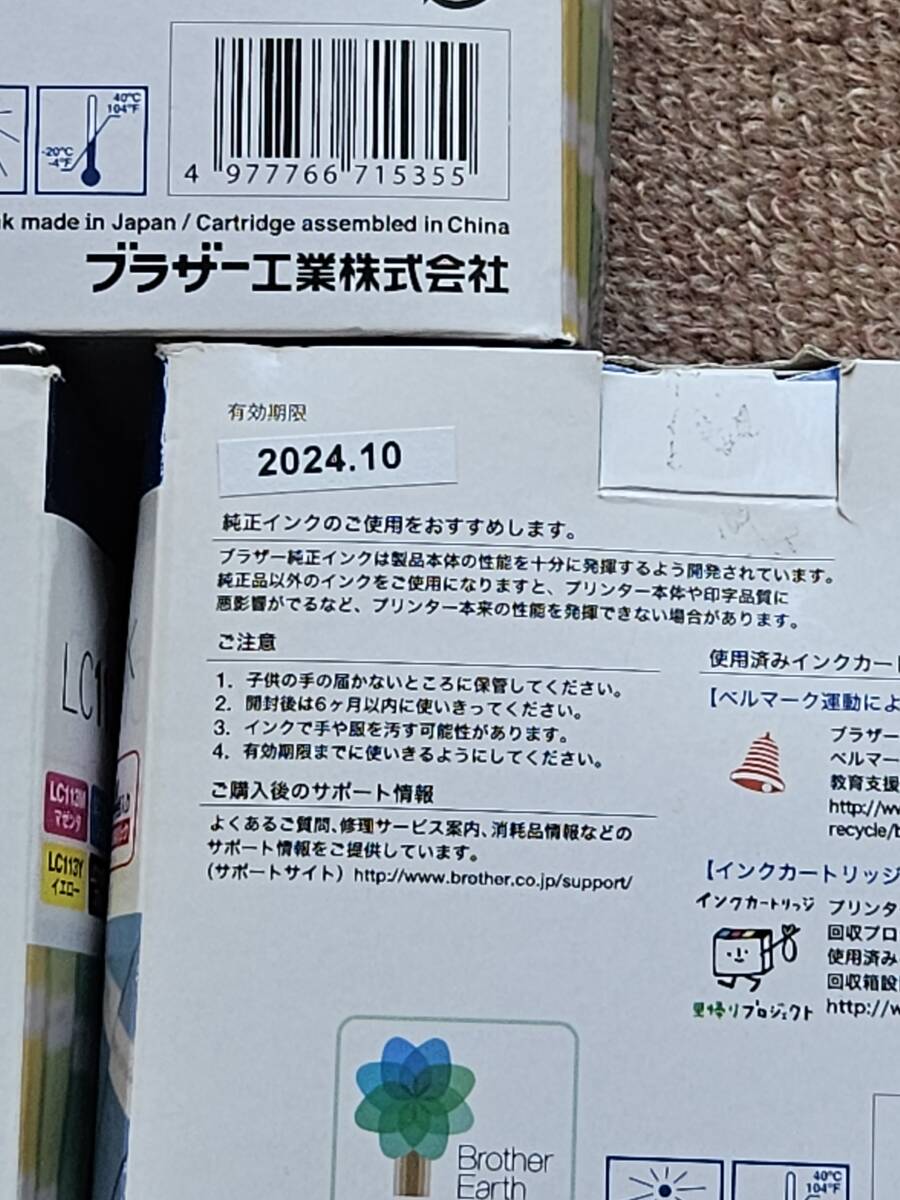 40℃
104°F
-20℃
-4°F
4 977766 715355
made in Japan / Cartridge assembled in China
ブラザー工業株式会社
有効期限
2024.10
純正インクのご使用をおすすめします。
ブラザー純正インクは製品本体の性能を十分に発揮するよう開発されています。
純正品以外のインクをご使用になりますと、プリンター本体や印字品質に
悪影響がでるなど、プリンター本来の性能を発揮できない場合があります。
ご注意
1. 子供の手の届かないところに保管してください。
2. 開封後は6ヶ月以内に使いきってください。
3. インクで手や服を汚す可能性があります。
4. 有効期限までに使いきるようにしてください。
ご購入後のサポート情報
よくあるご質問、修理サービス案内、消耗品情報などの
サポート情報をご提供しています。
(サポートサイト) http://www.brother.co.jp/support/
使用済みインクカー
【ベルマーク運動によ
ブラザー
ベルマー
教育支援
http://ww
recycle/b
【インクカートリッジ
インクカートリッジ
里帰りプロジェクト
プリンタ
回収プロ
使用済み
回収箱設
http://w
LC113M
マゼンタ
LC113Y
イエロー
Brother
Earth
40℃
104°F